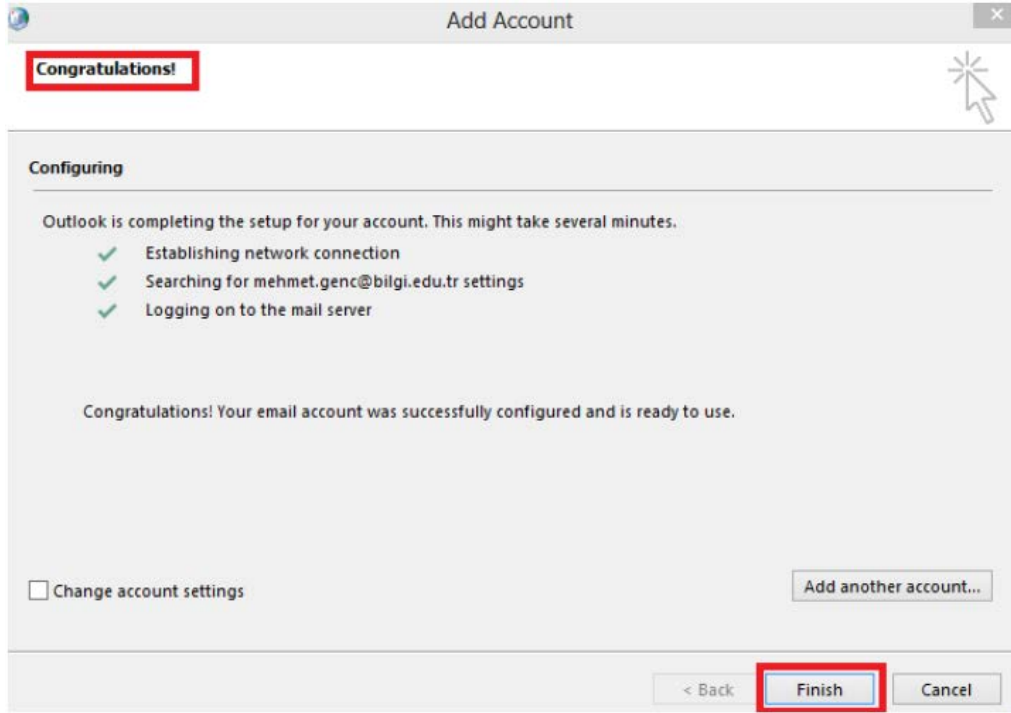 Add Account
Congratulations!
Configuring
Outlook is completing the setup for your account. This might take several minutes.
Establishing network connection
Searching for mehmet.genc@bilgi.edu.tr settings
Logging on to the mail server
Congratulations! Your email account was successfully configured and is ready to use.
Change account settings
Add another account...
< Back
Finish
Cancel